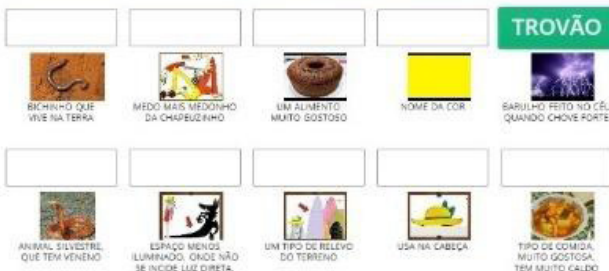 TROVÃO
BICHINHO QUE
VIVE NA TERRA
MEDO MAIS MEDONHO
DA CHAPEUZINHO
UM ALIMENTO
MUITO GOSTOSO
NOME DA COR
BARULHO FEITO NO CÉU
QUANDO CHOVE FORTE
ANIMAL SILVESTRE,
QUE TEM VENENO
ESPAÇO MENOS
ILUMINADO, ONDE NÃO
SE INCIDE LUZ DIRETA.
UM TIPO DE RELEVO
DO TERRENO
USA NA CABEÇA
TIPO DE COMIDA,
MUITO GOSTOSA,
TEM MUITO CALDO